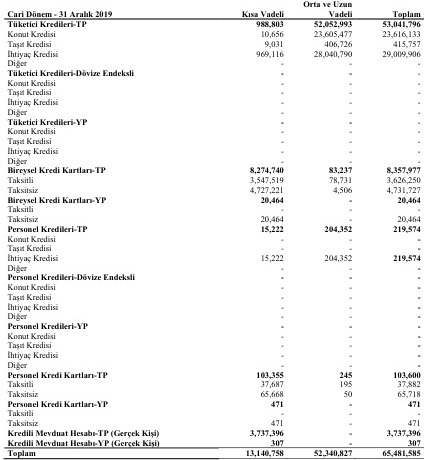 Orta ve Uzun
Cari Dönem - 31 Aralık 2019 Kısa Vadeli Vadeli Toplam
Tüketici Kredileri-TP 988,803 52,052,993 53,041,796
Konut Kredisi 10,656 23,605,477 23,616,133
Taşıt Kredisi 9,031 406,726 415,757
İhtiyaç Kredisi 969,116 28,040,790 29,009,906
Diğer - - -
Tüketici Kredileri-Dövize Endeksli - - -
Konut Kredisi - - -
Taşıt Kredisi - - -
İhtiyaç Kredisi - - -
Diğer - - -
Tüketici Kredileri-YP - - -
Konut Kredisi - - -
Taşıt Kredisi - - -
İhtiyaç Kredisi - - -
Diğer - - -
Bireysel Kredi Kartları-TP 8,274,740 83,237 8,357,977
Taksitli 3,547,519 78,731 3,626,250
Taksitsiz 4,727,221 4,506 4,731,727
Bireysel Kredi Kartları-YP 20,464 - 20,464
Taksitli - - -
Taksitsiz 20,464 - 20,464
Personel Kredileri-TP 15,222 204,352 219,574
Konut Kredisi - - -
Taşıt Kredisi - - -
İhtiyaç Kredisi 15,222 204,352 219,574
Diğer - - -
Personel Kredileri-Dövize Endeksli - - -
Konut Kredisi - - -
Taşıt Kredisi - - -
İhtiyaç Kredisi - - -
Diğer - - -
Personel Kredileri-YP - - -
Konut Kredisi - - -
Taşıt Kredisi - - -
İhtiyaç Kredisi - - -
Diğer - - -
Personel Kredi Kartları-TP 103,355 245 103,600
Taksitli 37,687 195 37,882
Taksitsiz 65,668 50 65,718
Personel Kredi Kartları-YP 471 - 471
Taksitli - - -
Taksitsiz 471 - 471
Kredili Mevduat Hesabı-TP (Gerçek Kişi) 3,737,396 - 3,737,396
Kredili Mevduat Hesabı-YP (Gerçek Kişi) 307 - 307
Toplam 13,140,758 52,340,827 65,481,585